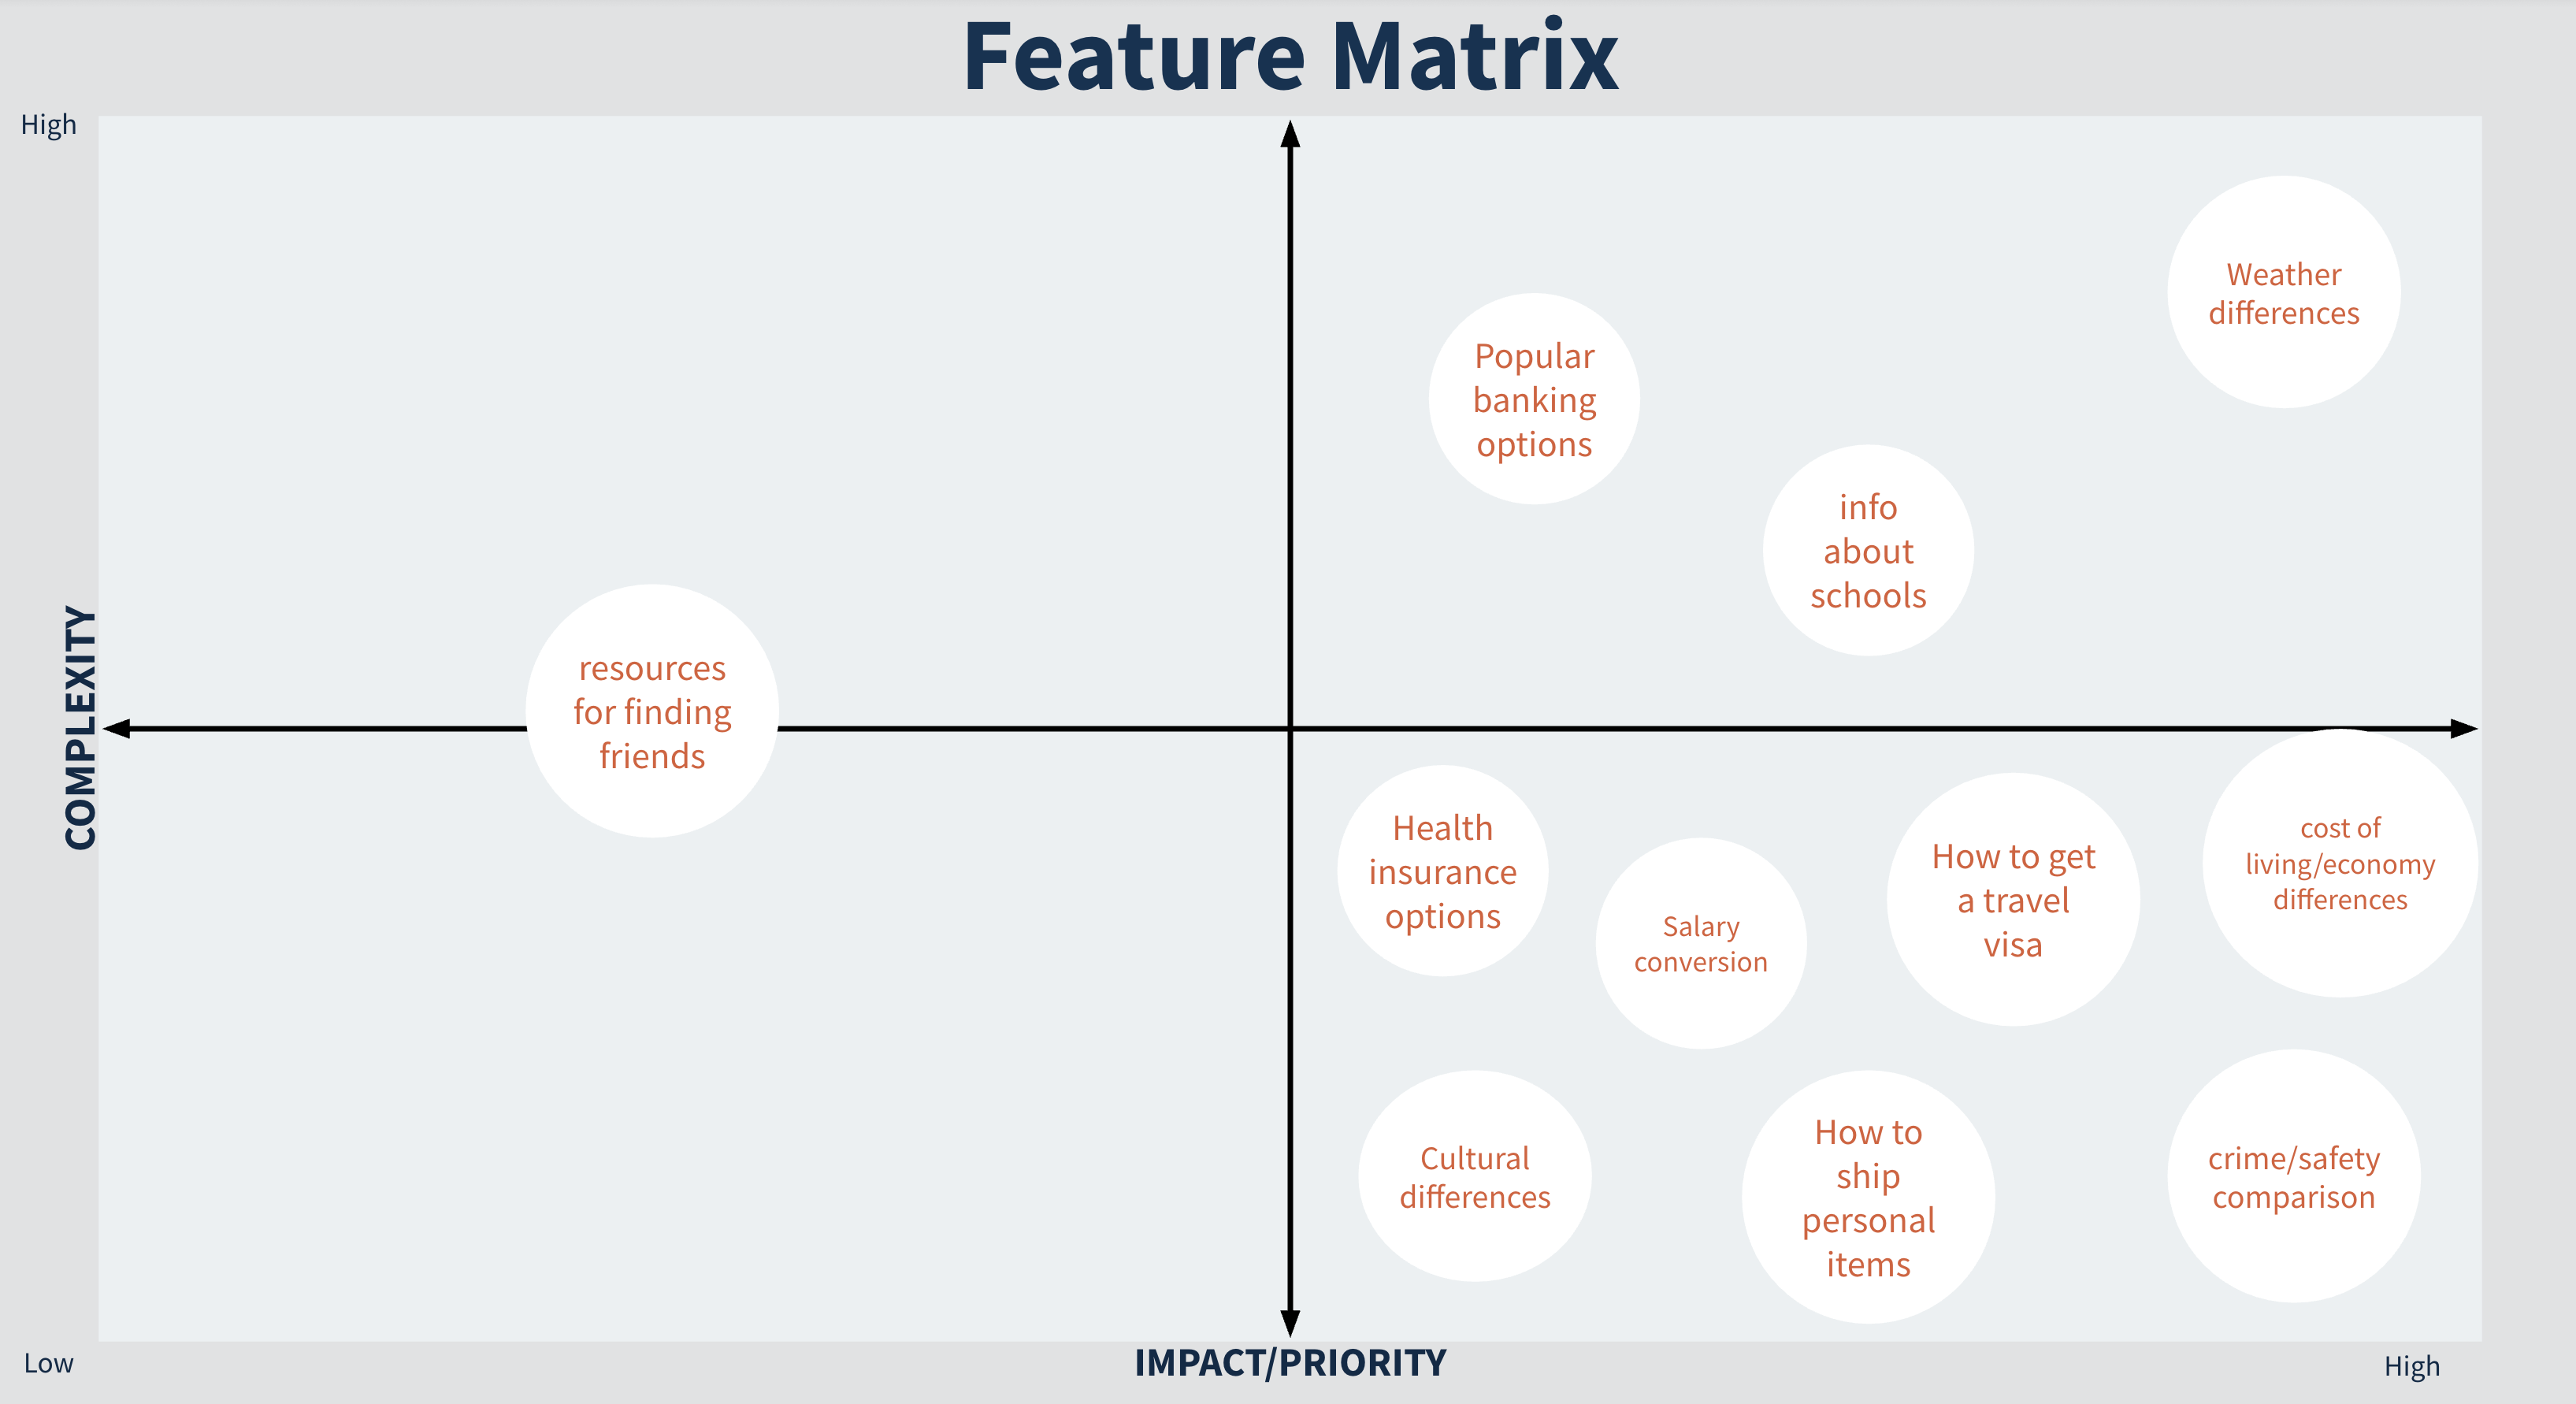 Feature Matrix
High
Weather
differences
Popular
banking
options
info
about
schools
resources
for finding
friends
COMPLEXITY
Health
insurance
options
Salary
conversion
How to get
a travel
visa
cost of
living/economy
differences
Cultural
differences
How to
ship
personal
items
crime/safety
comparison
Low
IMPACT/PRIORITY
High